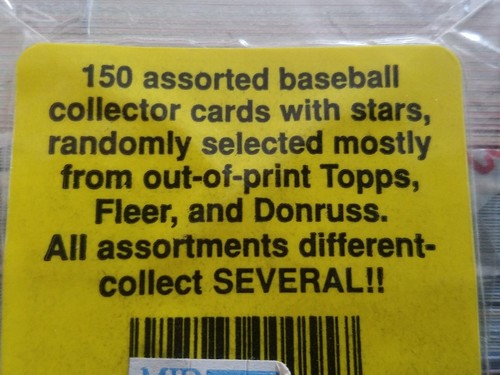 150 assorted baseball
collector cards with stars,
randomly selected mostly
from out-of-print Topps,
Fleer, and Donruss.
All assortments different-
collect SEVERAL!!